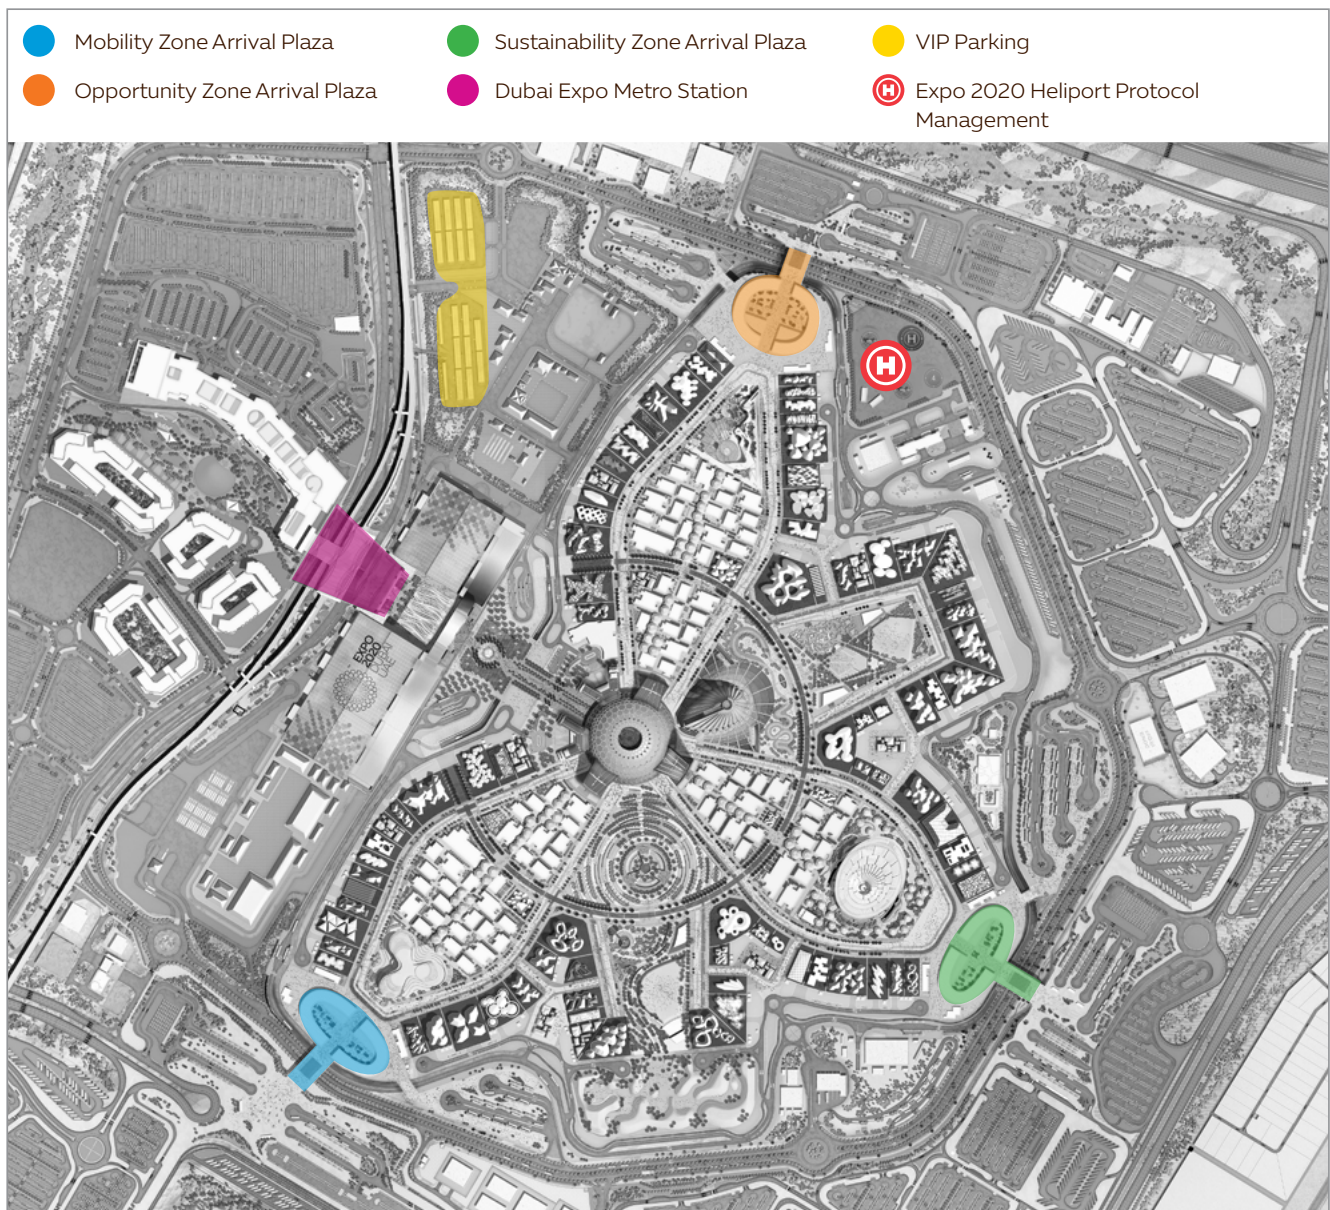 Mobility Zone Arrival Plaza
Sustainability Zone Arrival Plaza
VIP Parking
Opportunity Zone Arrival Plaza
Dubai Expo Metro Station
H
Expo 2020 Heliport Protocol
Management
H
H
EXPO
2020
DUBAI
UAE